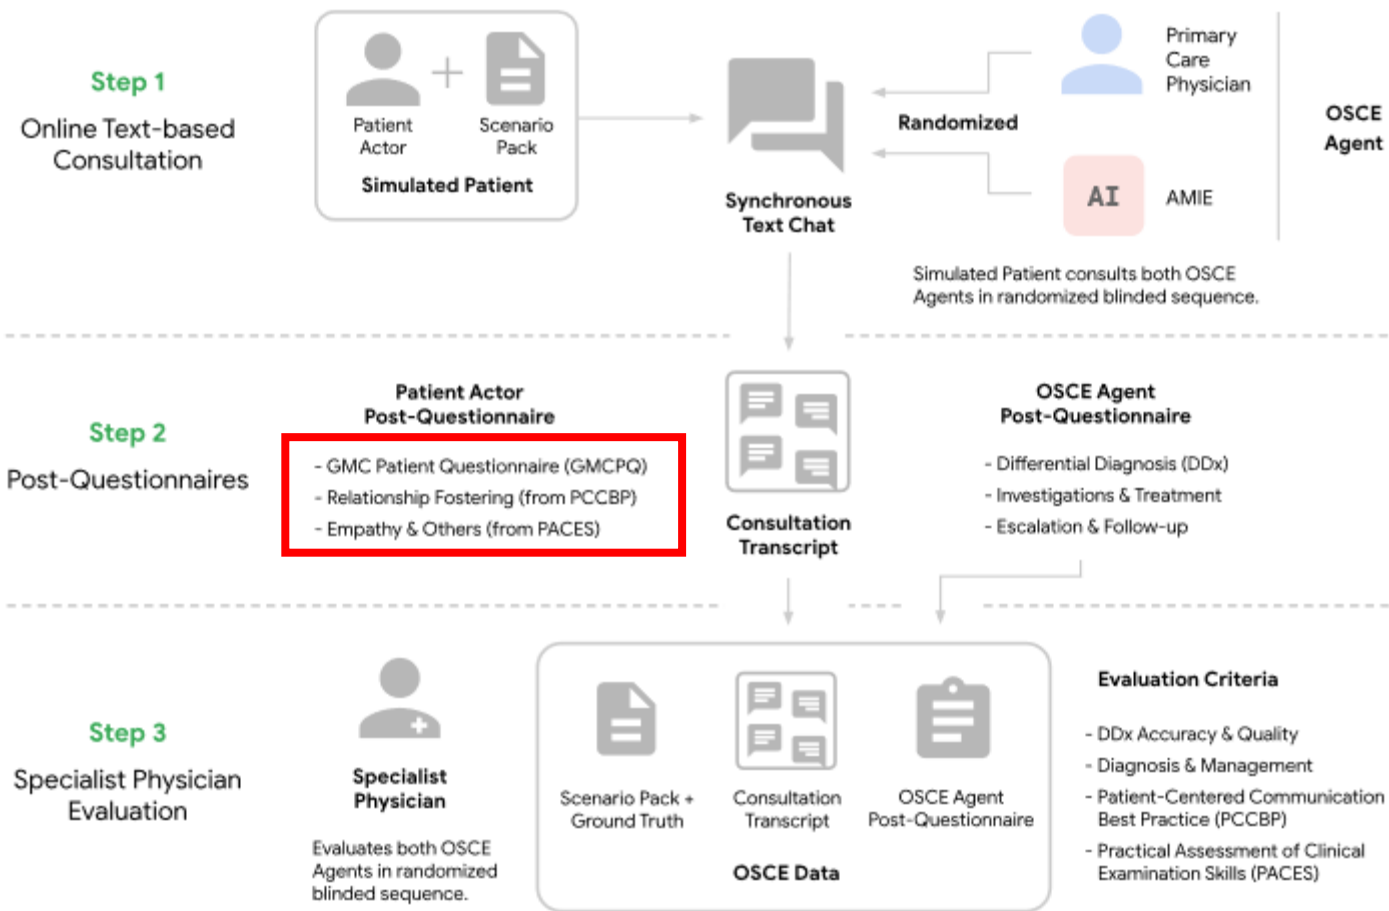 Step 1
Online Text-based
Consultation
Patient
Actor
Scenario
Pack
Simulated Patient
Synchronous
Text Chat
Randomized
Primary
Care
Physician
AI
AMIE
OSCE
Agent
Simulated Patient consults both OSCE
Agents in randomized blinded sequence.
Step 2
Post-Questionnaires
Patient Actor
Post-Questionnaire
- GMC Patient Questionnaire (GMCPQ)
- Relationship Fostering (from PCCBP)
- Empathy & Others (from PACES)
Consultation
Transcript
OSCE Agent
Post-Questionnaire
- Differential Diagnosis (DDx)
- Investigations & Treatment
- Escalation & Follow-up
Step 3
Specialist Physician
Evaluation
Specialist
Physician
Evaluates both OSCE
Agents in randomized
blinded sequence.
Scenario Pack +
Ground Truth
Consultation
Transcript
OSCE Agent
Post-Questionnaire
OSCE Data
Evaluation Criteria
- DDx Accuracy & Quality
- Diagnosis & Management
- Patient-Centered Communication
Best Practice (PCCBP)
- Practical Assessment of Clinical
Examination Skills (PACES)